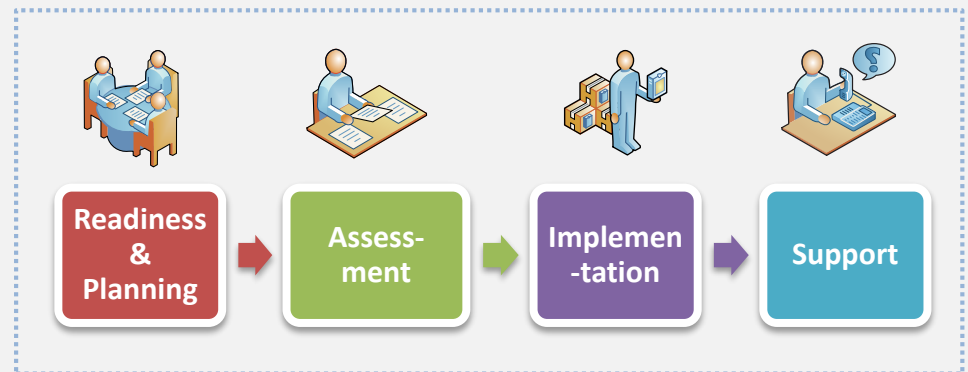 Readiness
&
Planning
Assess-
ment
Implemen
-tation
Support
?